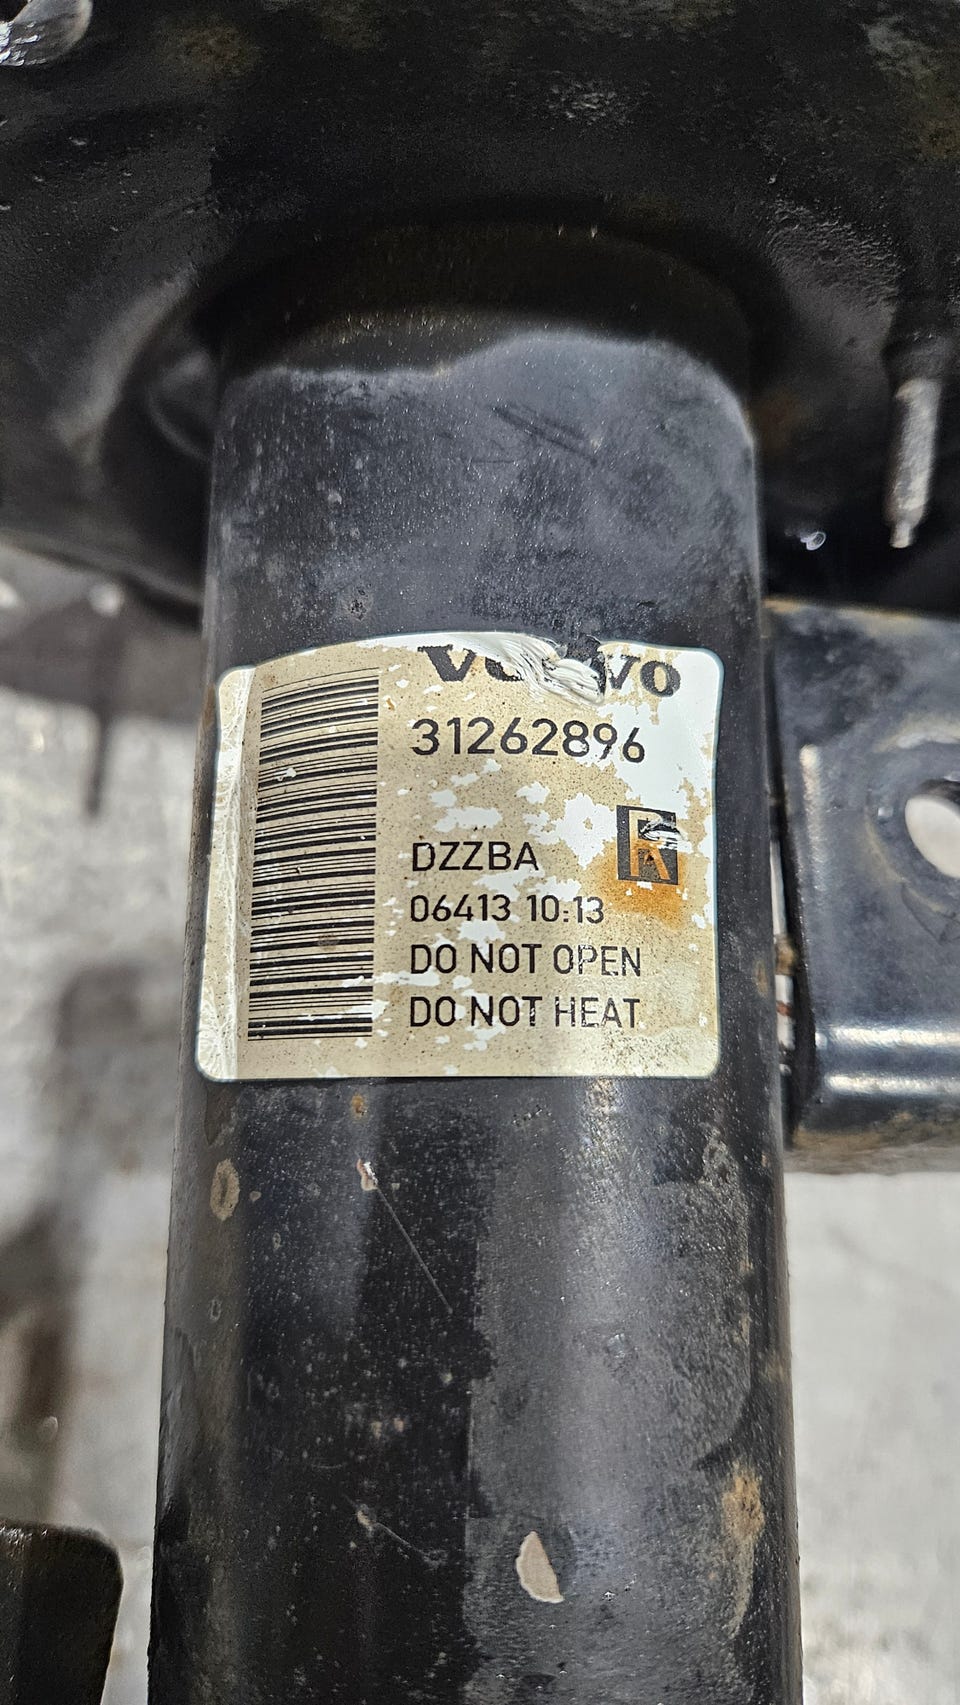 VOLVO
31262896
R
DZZBA
06413 10:13
DO NOT OPEN
DO NOT HEAT